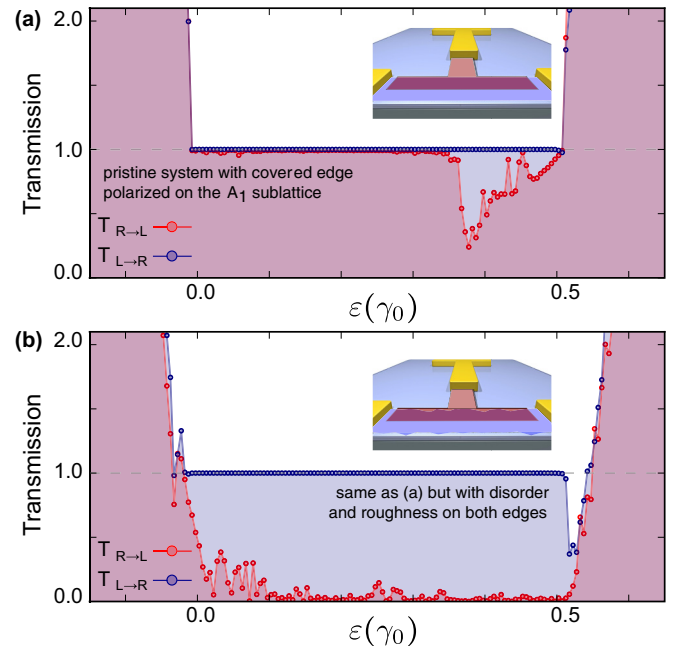 (a)
2.0
1.0
0.0
Transmission
pristine system with covered edge
polarized on the A1 sublattice
T R→L
T L→R
0.0
0.5
ε(γ0)
(b)
2.0
1.0
0.0
Transmission
same as (a) but with disorder
and roughness on both edges
T R→L
T L→R
0.0
0.5
ε(γ0)